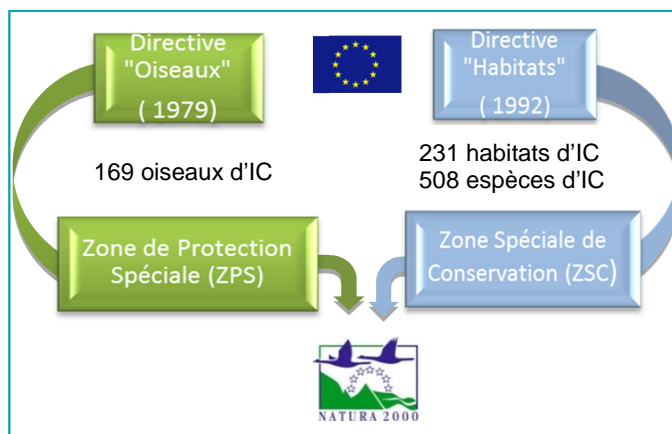 Directive
"Oiseaux"
( 1979)
Directive
"Habitats"
( 1992)
169 oiseaux d’IC
231 habitats d’IC
508 espèces d’IC
Zone de Protection
Spéciale (ZPS)
Zone Spéciale de
Conservation (ZSC)
NATURA 2000